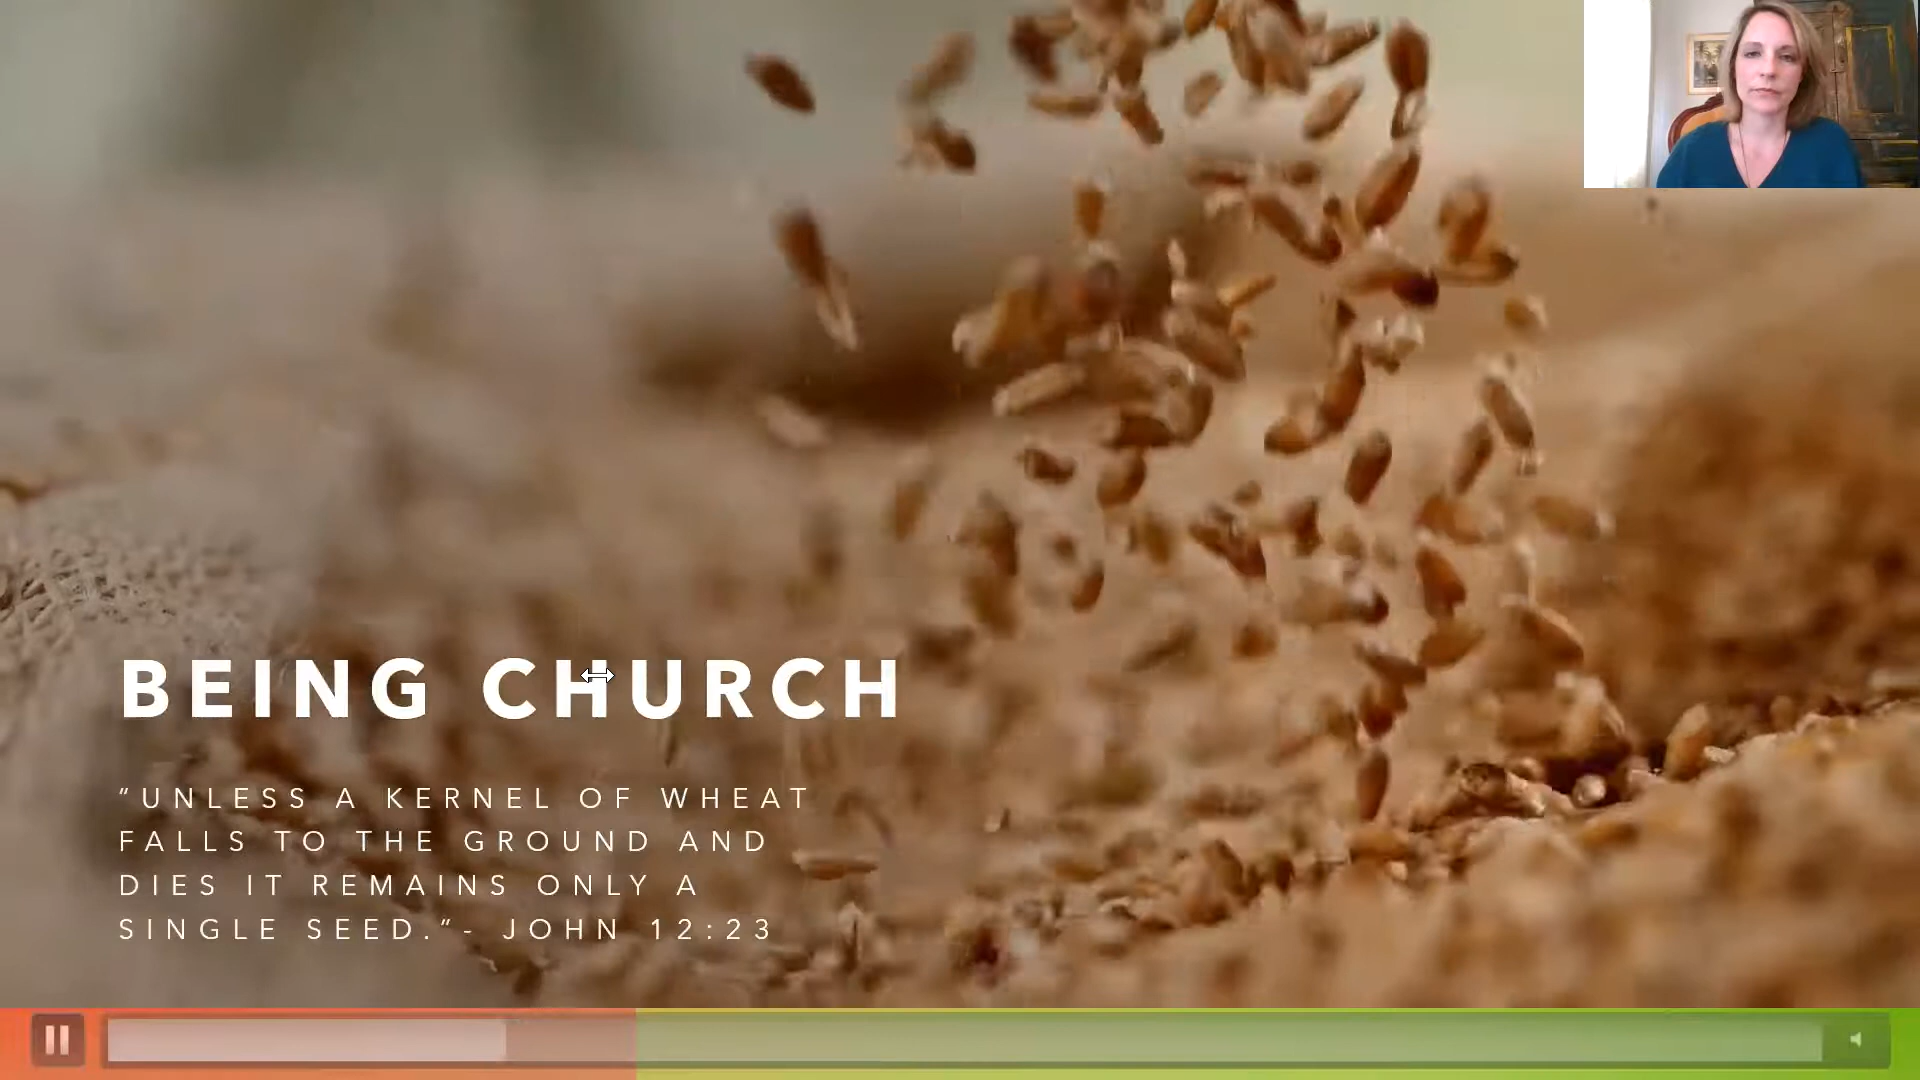 BEING CHURCH
"UNLESS A KERNEL OF WHEAT
FALLS TO THE GROUND AND
DIES IT REMAINS ONLY A
SINGLE SEED."- JOHN 12:23